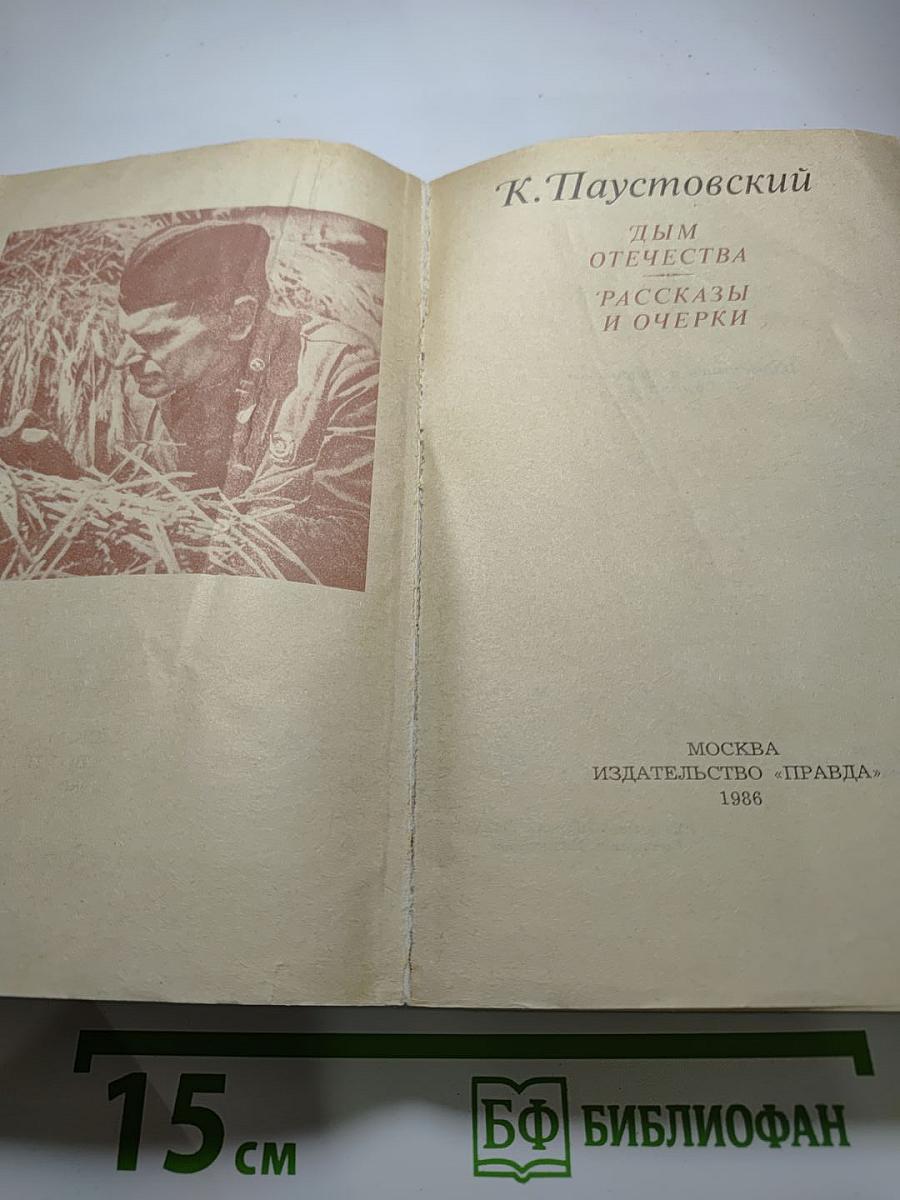 К. Паустовский
ДЫМ
ОТЕЧЕСТВА
РАССКАЗЫ
И ОЧЕРКИ
МОСКВА
ИЗДАТЕЛЬСТВО «ПРАВДА»
1986
15 см
БФ БИБЛИОФАН